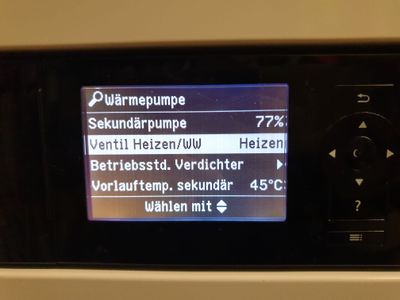 Wärmepumpe
Sekundärpumpe 77%
Ventil Heizen/WW Heizen
Betriebsstd. Verdichter
Vorlauftemp. sekundär 45°C
Wählen mit
?